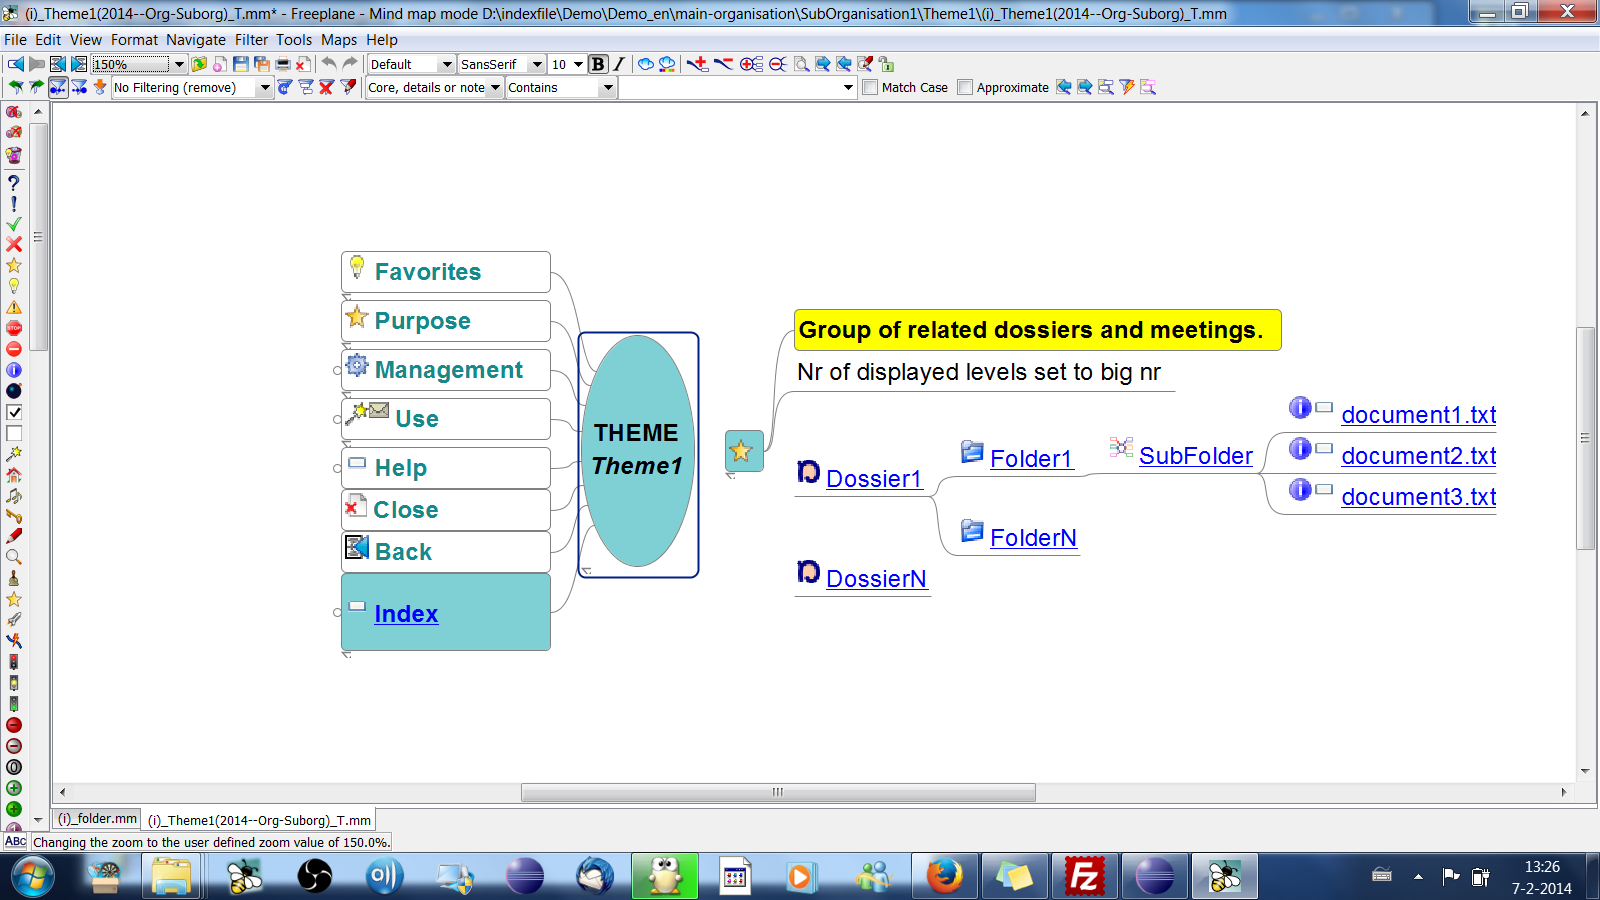 (i)_Theme1(2014--Org-Suborg)_T.mm* - Freeplane - Mind map mode D:\indexfile\Demo\Demo_en\main-organisation\SubOrganisation1\Theme1\(i)_Theme1(2014--Org-Suborg)_T.mm
File Edit View Format Navigate Filter Tools Maps Help
150% Default SansSerif 10 B I
No Filtering (remove) Core, details or note Contains Match Case Approximate
Favorites
Purpose
Management
Use
Help
Close
Back
Index
THEME
Theme1
Group of related dossiers and meetings.
Nr of displayed levels set to big nr
Dossier1
Folder1
SubFolder
document1.txt
document2.txt
document3.txt
FolderN
DossierN
STOP
(i)_folder.mm (i)_Theme1(2014--Org-Suborg)_T.mm
ABC Changing the zoom to the user defined zoom value of 150.0%.
Fz
13:26
7-2-2014